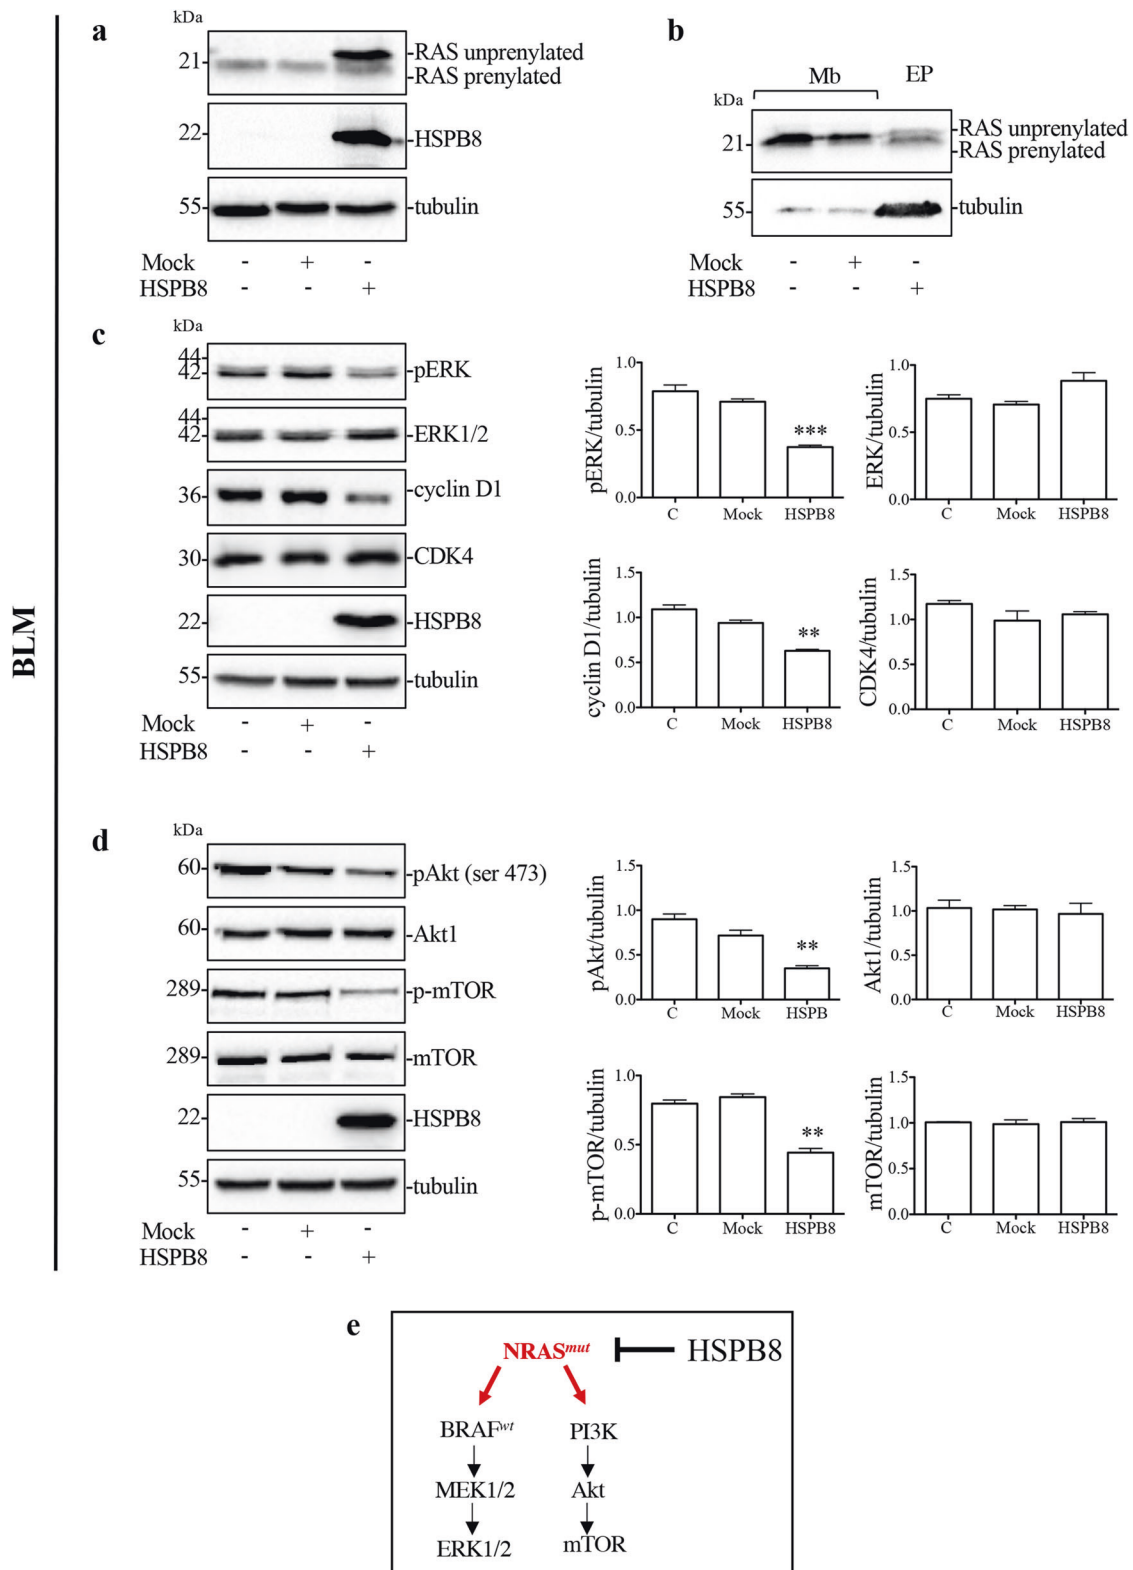 BLM
a
kDa
21-
-RAS unprenylated
-RAS prenylated
22-
-HSPB8
55-
-tubulin
Mock - + -
HSPB8 - - +
b
Mb EP
kDa
21-
-RAS unprenylated
-RAS prenylated
55-
-tubulin
Mock - + -
HSPB8 - - +
c
kDa
44-
42-
-pERK
44-
42-
-ERK1/2
36-
-cyclin D1
30-
-CDK4
22-
-HSPB8
55-
-tubulin
Mock - + -
HSPB8 - - +
pERK/tubulin
1.0
0.5
0.0
***
C Mock HSPB8
ERK/tubulin
1.0
0.5
0.0
C Mock HSPB8
cyclin D1/tubulin
1.5
1.0
0.5
0.0
**
C Mock HSPB8
CDK4/tubulin
1.5
1.0
0.5
0.0
C Mock HSPB8
d
kDa
60-
-pAkt (ser 473)
60-
-Akt1
289-
-p-mTOR
289-
-mTOR
22-
-HSPB8
55-
-tubulin
Mock - + -
HSPB8 - - +
pAkt/tubulin
1.5
1.0
0.5
0.0
**
C Mock HSPB
Akt1/tubulin
1.5
1.0
0.5
0.0
C Mock HSPB8
p-mTOR/tubulin
1.0
0.5
0.0
**
C Mock HSPB8
mTOR/tubulin
1.5
1.0
0.5
0.0
C Mock HSPB8
e
NRASmut HSPB8
BRAFwt PI3K
MEK1/2 Akt
ERK1/2 mTOR